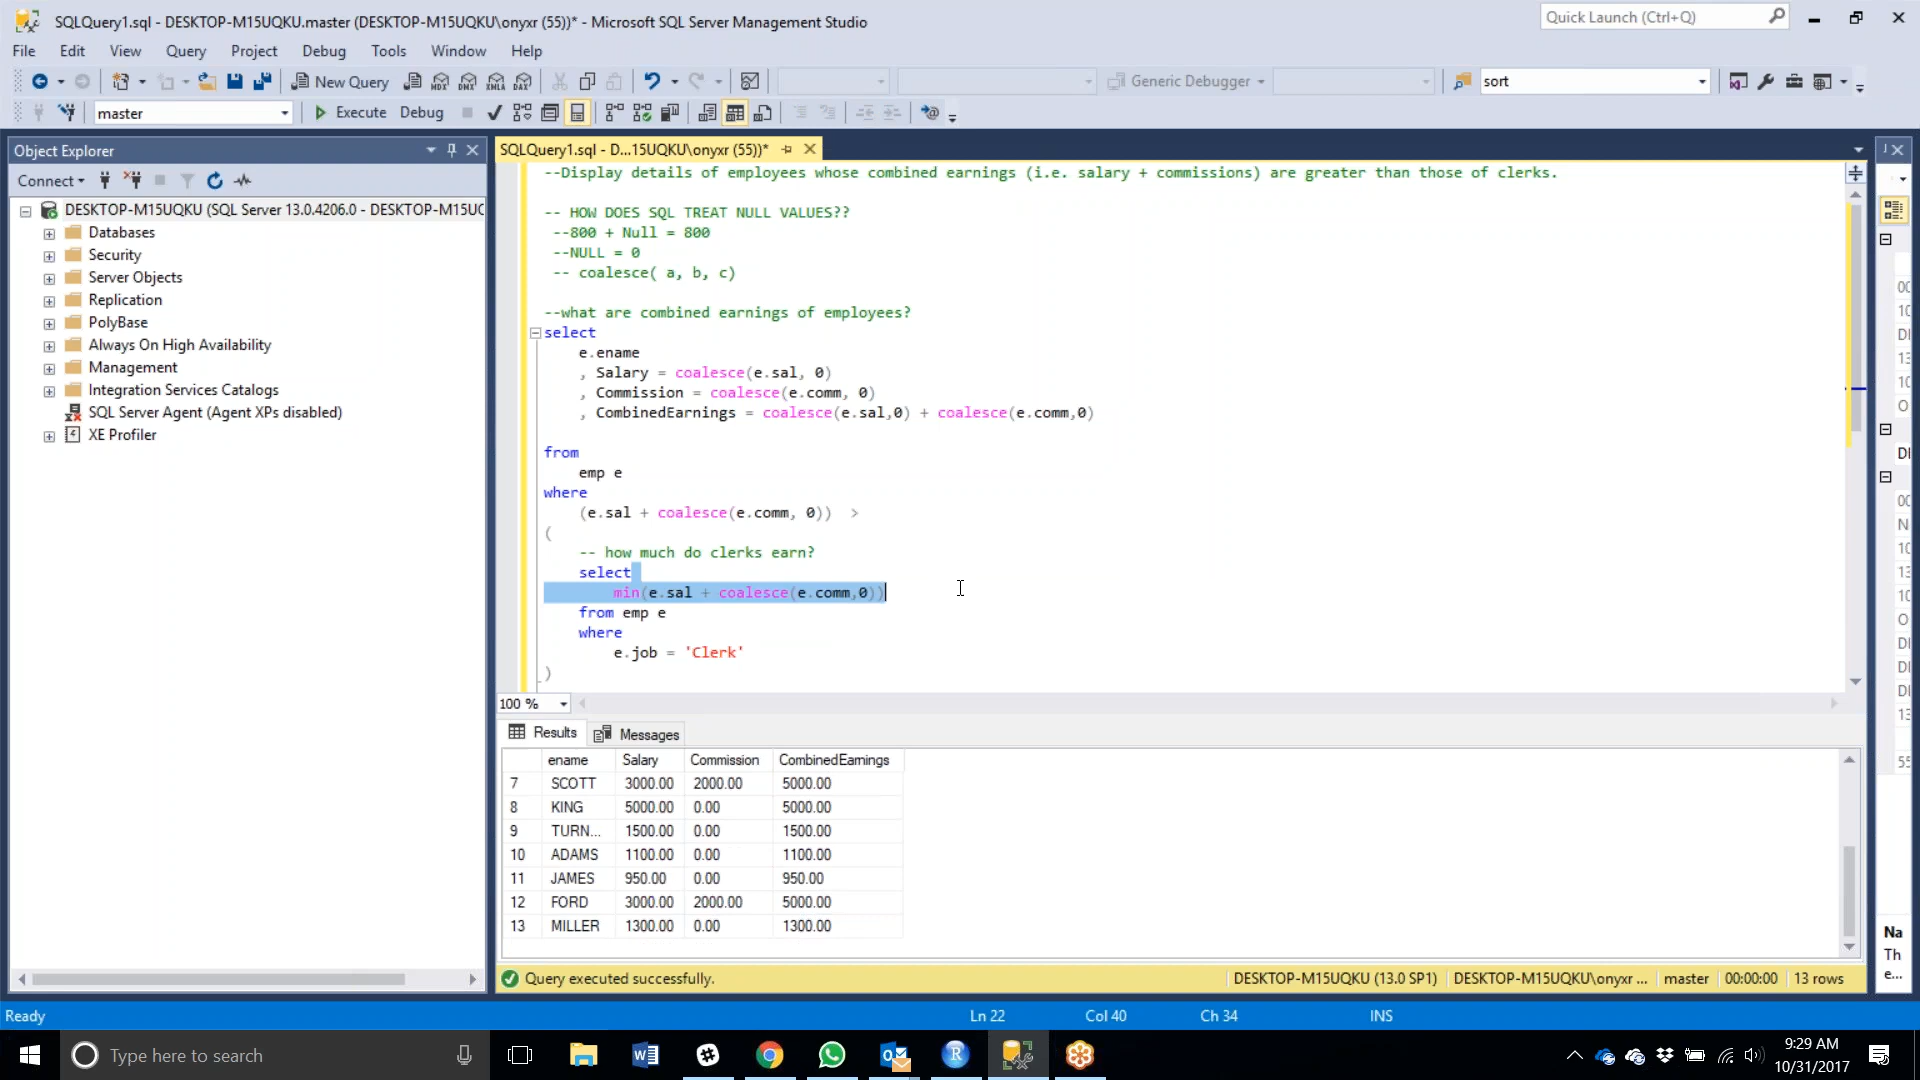 SQLQuery1.sql - DESKTOP-M15UQKU.master (DESKTOP-M15UQKU\onyxr (55))* - Microsoft SQL Server Management Studio
Quick Launch (Ctrl+Q)
File Edit View Query Project Debug Tools Window Help
New Query
MDX DMX XMLA DAX
Generic Debugger
sort
master
Execute Debug
Object Explorer
Connect
DESKTOP-M15UQKU (SQL Server 13.0.4206.0 - DESKTOP-M15UQ
Databases
Security
Server Objects
Replication
PolyBase
Always On High Availability
Management
Integration Services Catalogs
SQL Server Agent (Agent XPs disabled)
XE Profiler
SQLQuery1.sql - D...15UQKU\onyxr (55))*
--Display details of employees whose combined earnings (i.e. salary + commissions) are greater than those of clerks.
-- HOW DOES SQL TREAT NULL VALUES??
--800 + Null = 800
--NULL = 0
-- coalesce( a, b, c)
--what are combined earnings of employees?
select
e.ename
, Salary = coalesce(e.sal, 0)
, Commission = coalesce(e.comm, 0)
, CombinedEarnings = coalesce(e.sal,0) + coalesce(e.comm,0)
from
emp e
where
(e.sal + coalesce(e.comm, 0)) >
(
-- how much do clerks earn?
select
min(e.sal + coalesce(e.comm,0))
from emp e
where
e.job = 'Clerk'
)
100 %
Results Messages
ename Salary Commission CombinedEarnings
7 SCOTT 3000.00 2000.00 5000.00
8 KING 5000.00 0.00 5000.00
9 TURN... 1500.00 0.00 1500.00
10 ADAMS 1100.00 0.00 1100.00
11 JAMES 950.00 0.00 950.00
12 FORD 3000.00 2000.00 5000.00
13 MILLER 1300.00 0.00 1300.00
Query executed successfully.
DESKTOP-M15UQKU (13.0 SP1) DESKTOP-M15UQKU\onyxr ... master 00:00:00 13 rows
Na
Th
e...
Ready
Ln 22 Col 40 Ch 34 INS
Type here to search
9:29 AM
10/31/2017